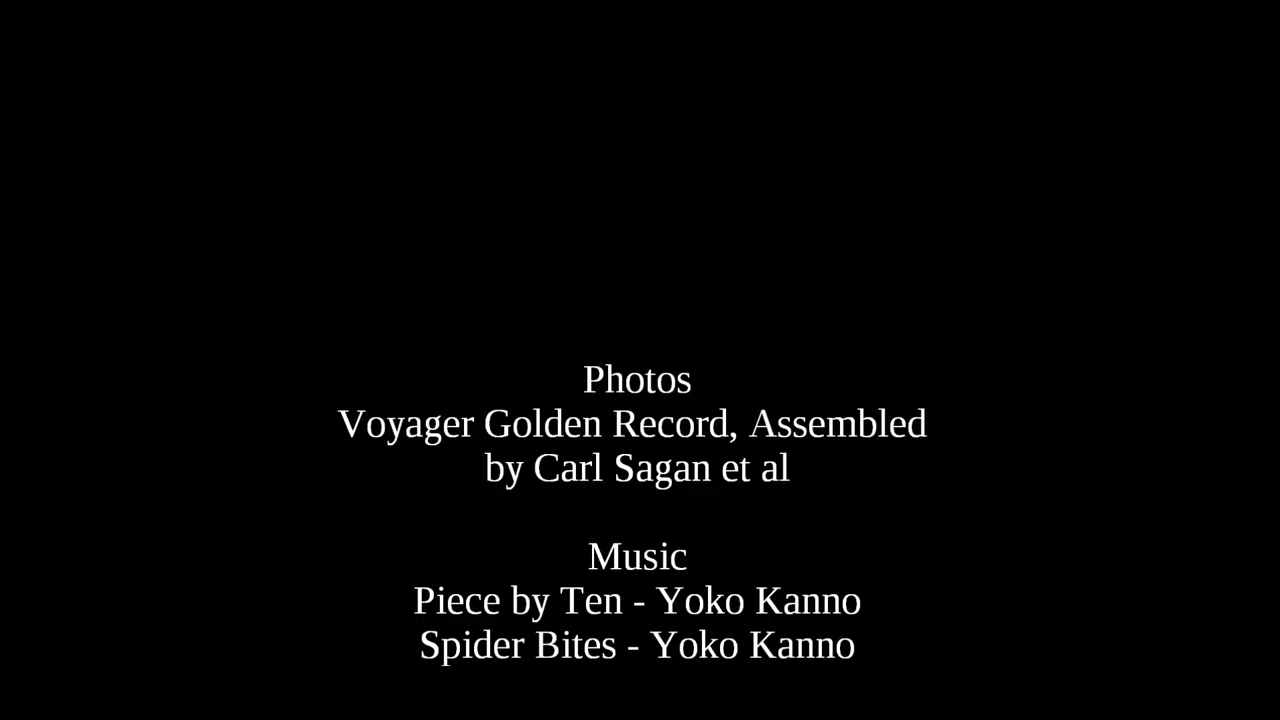 Photos
Voyager Golden Record, Assembled
by Carl Sagan et al
Music
Piece by Ten - Yoko Kanno
Spider Bites - Yoko Kanno